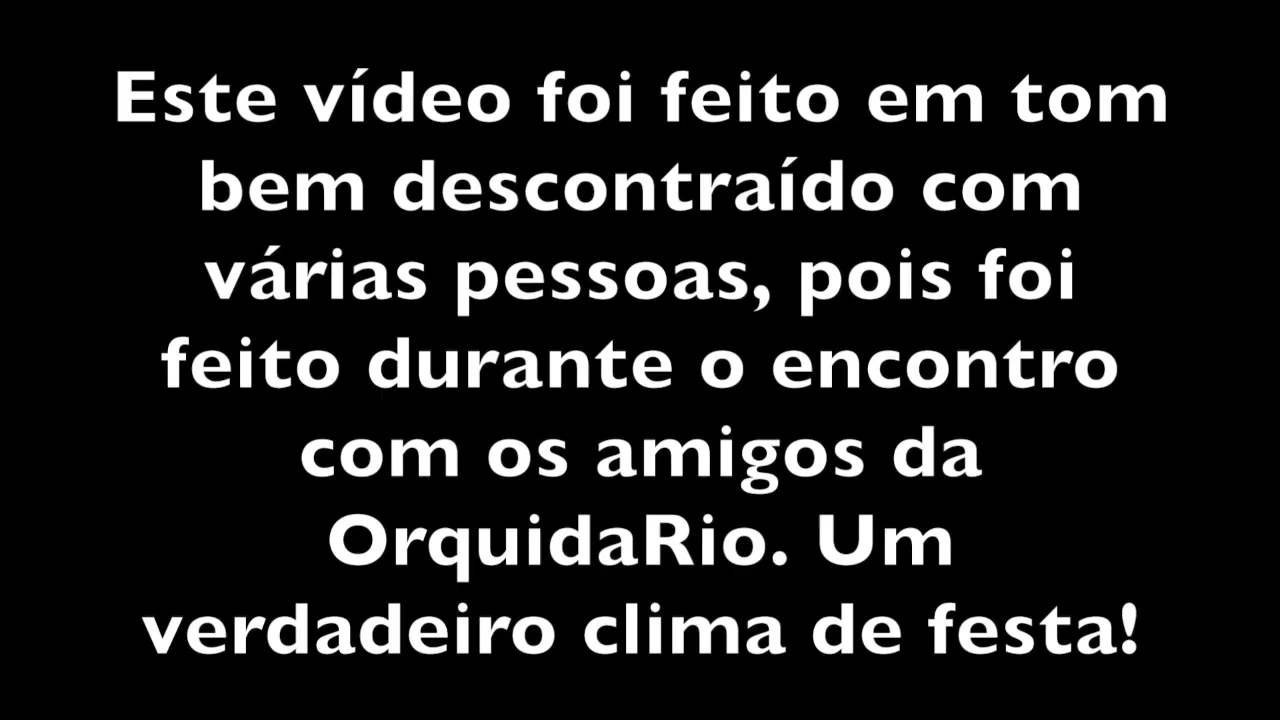 Este vídeo foi feito em tom
bem descontraído com
várias pessoas, pois foi
feito durante o encontro
com os amigos da
OrquidaRio. Um
verdadeiro clima de festa!